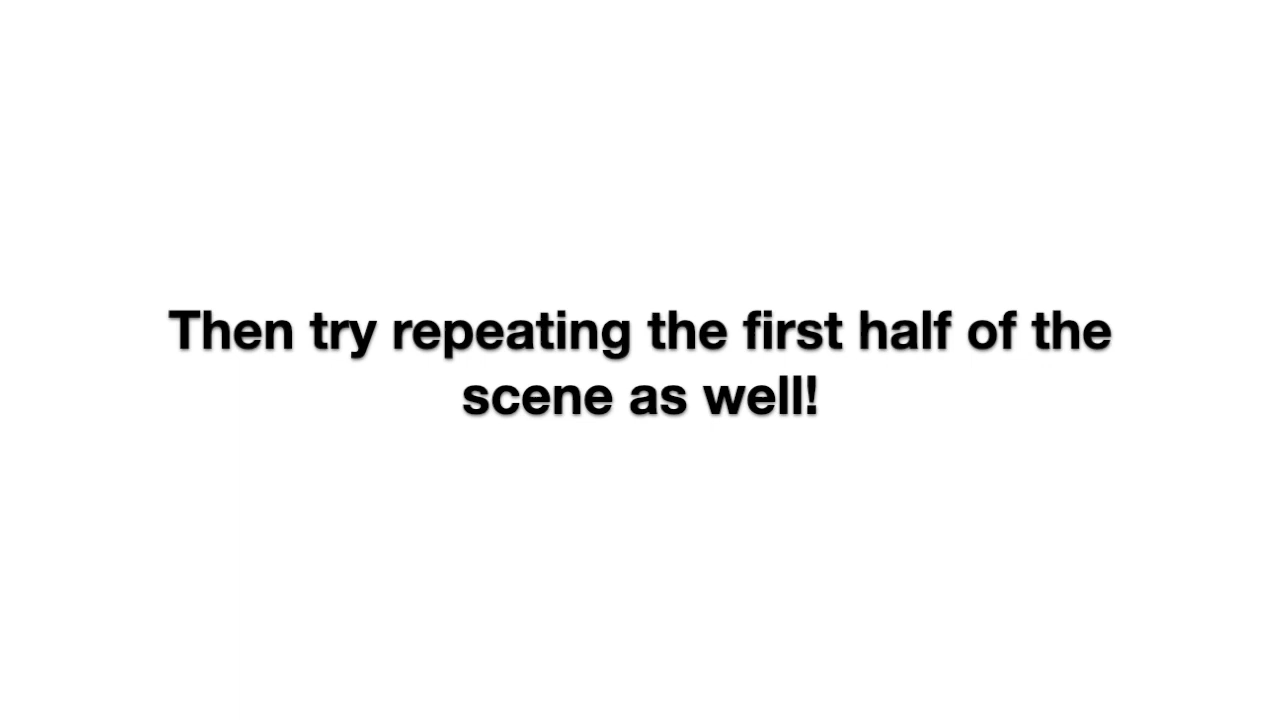 Then try repeating the first half of the
scene as well!